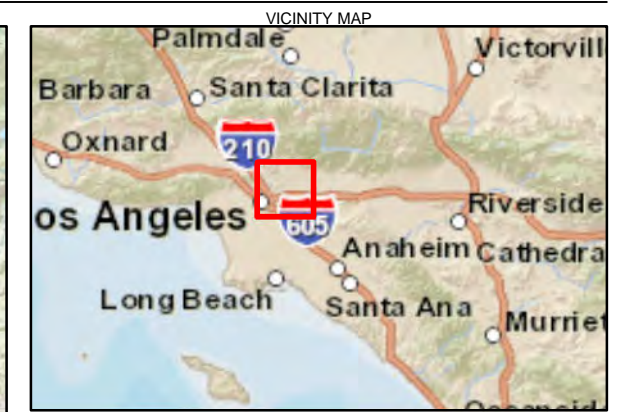 VICINITY MAP
Palmdale
Victorvill
Barbara
Santa Clarita
Oxnard
210
Riverside
os Angeles
605
Anaheim
Cathedra
Long Beach
Santa Ana
Murriet
Oceanside